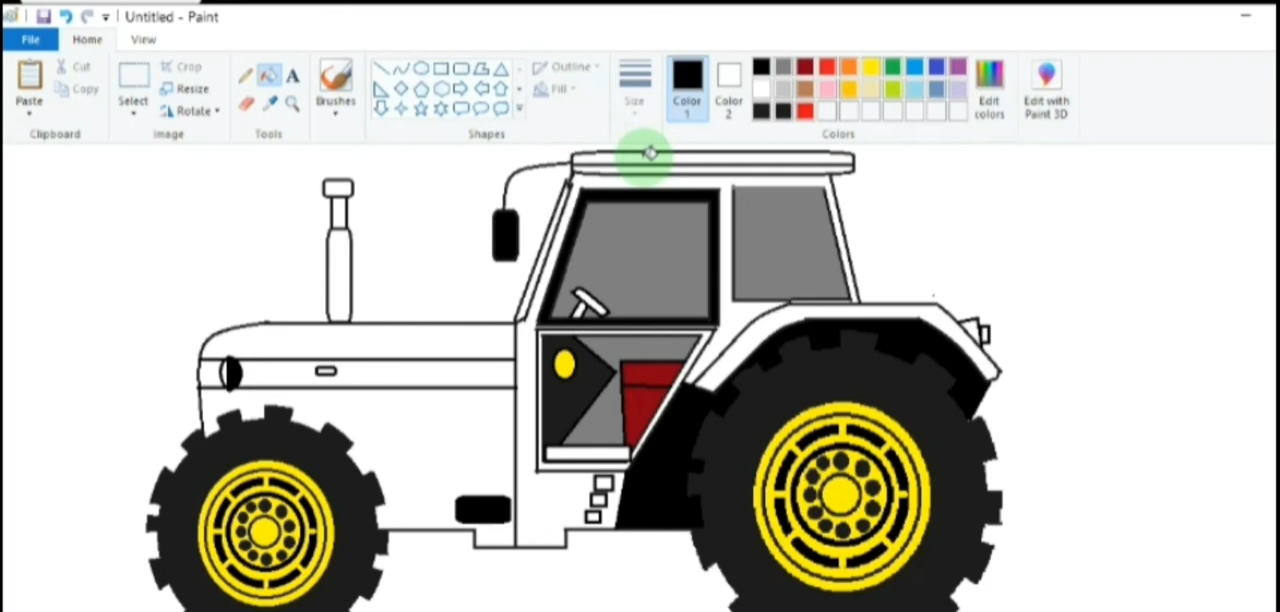 Untitled - Paint
File Home View
Paste
Cut
Copy
Clipboard
Select
Crop
Resize
Rotate
Image
A
Tools
Brushes
Shapes
Outline
Fill
Size
Color 1
Color 2
Edit colors
Colors
Edit with Paint 3D